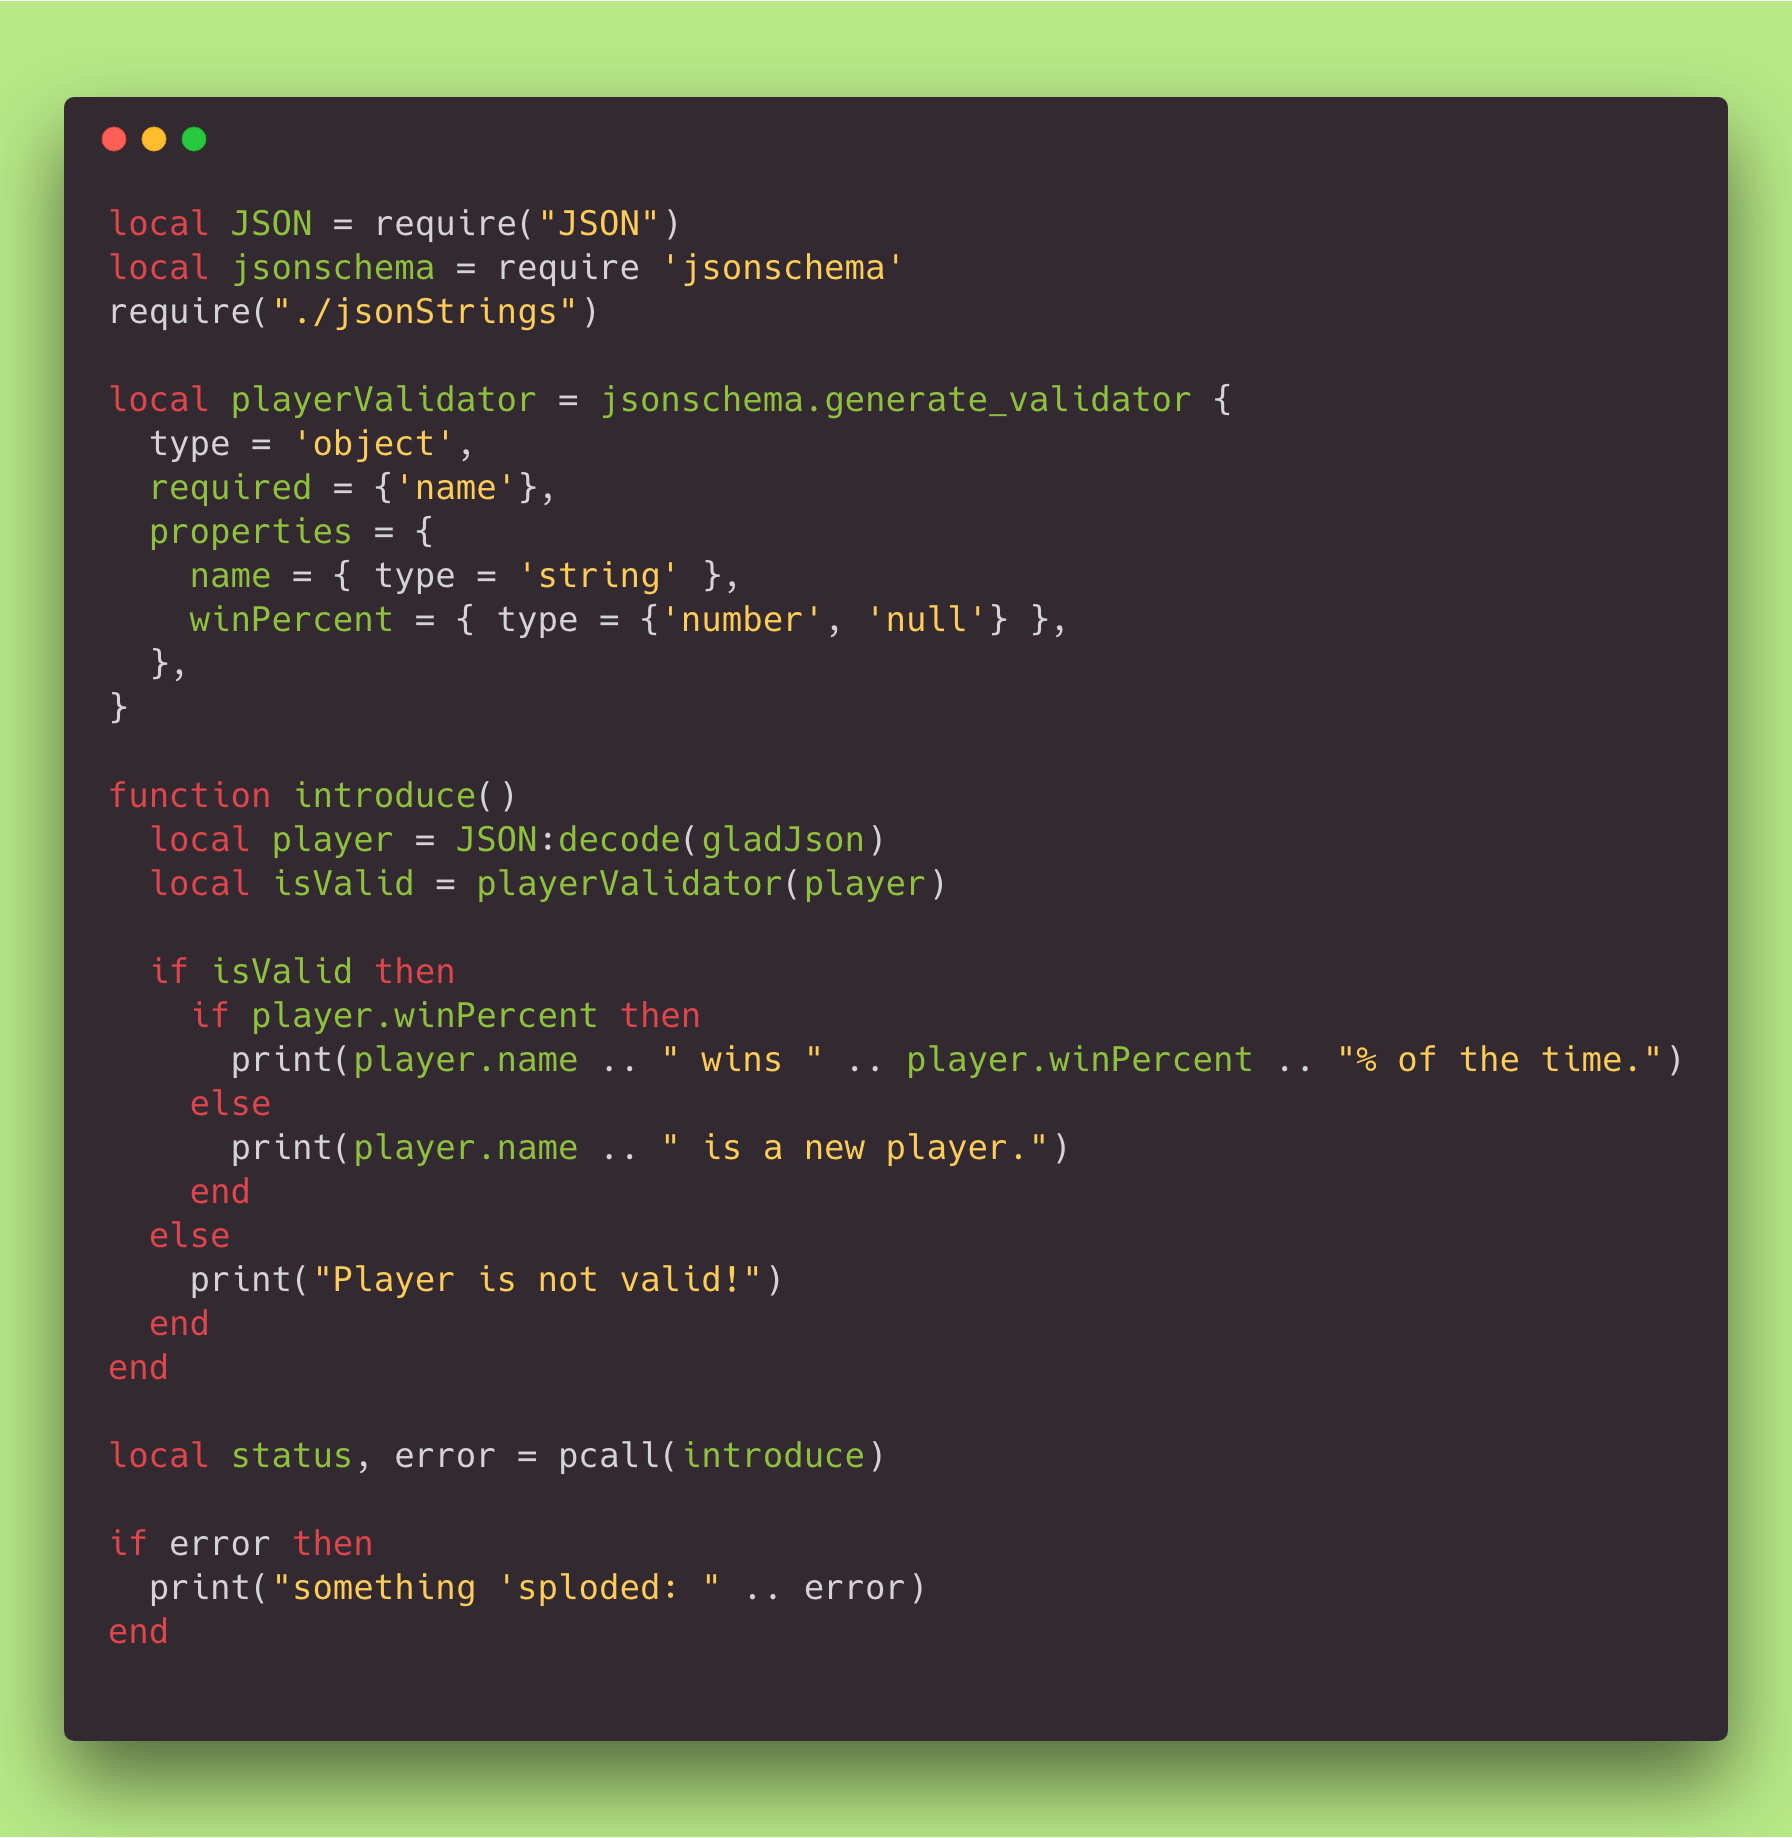 local JSON = require("JSON")
local jsonschema = require 'jsonschema'
require("./jsonStrings")

local playerValidator = jsonschema.generate_validator {
  type = 'object',
  required = {'name'},
  properties = {
    name = { type = 'string' },
    winPercent = { type = {'number', 'null'} },
  },
}

function introduce()
  local player = JSON:decode(gladJson)
  local isValid = playerValidator(player)

  if isValid then
    if player.winPercent then
      print(player.name .. " wins " .. player.winPercent .. "% of the time.")
    else
      print(player.name .. " is a new player.")
    end
  else
    print("Player is not valid!")
  end
end

local status, error = pcall(introduce)

if error then
  print("something 'sploded: " .. error)
end